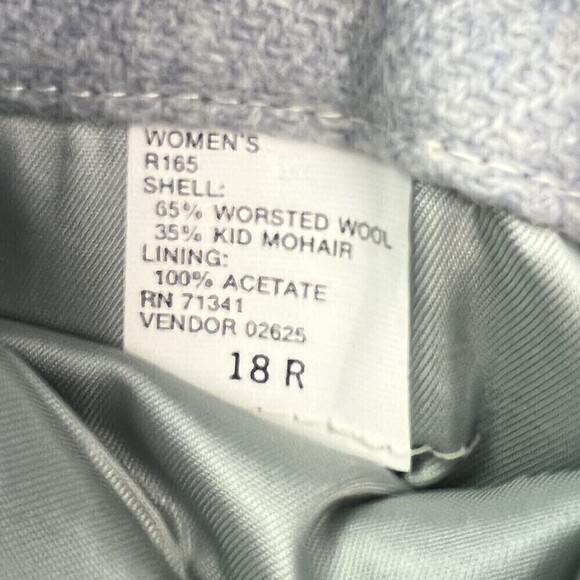 WOMEN'S
R165
SHELL:
65% WORSTED WOOL
35% KID MOHAIR
LINING:
100% ACETATE
RN 71341
VENDOR 02625
18 R